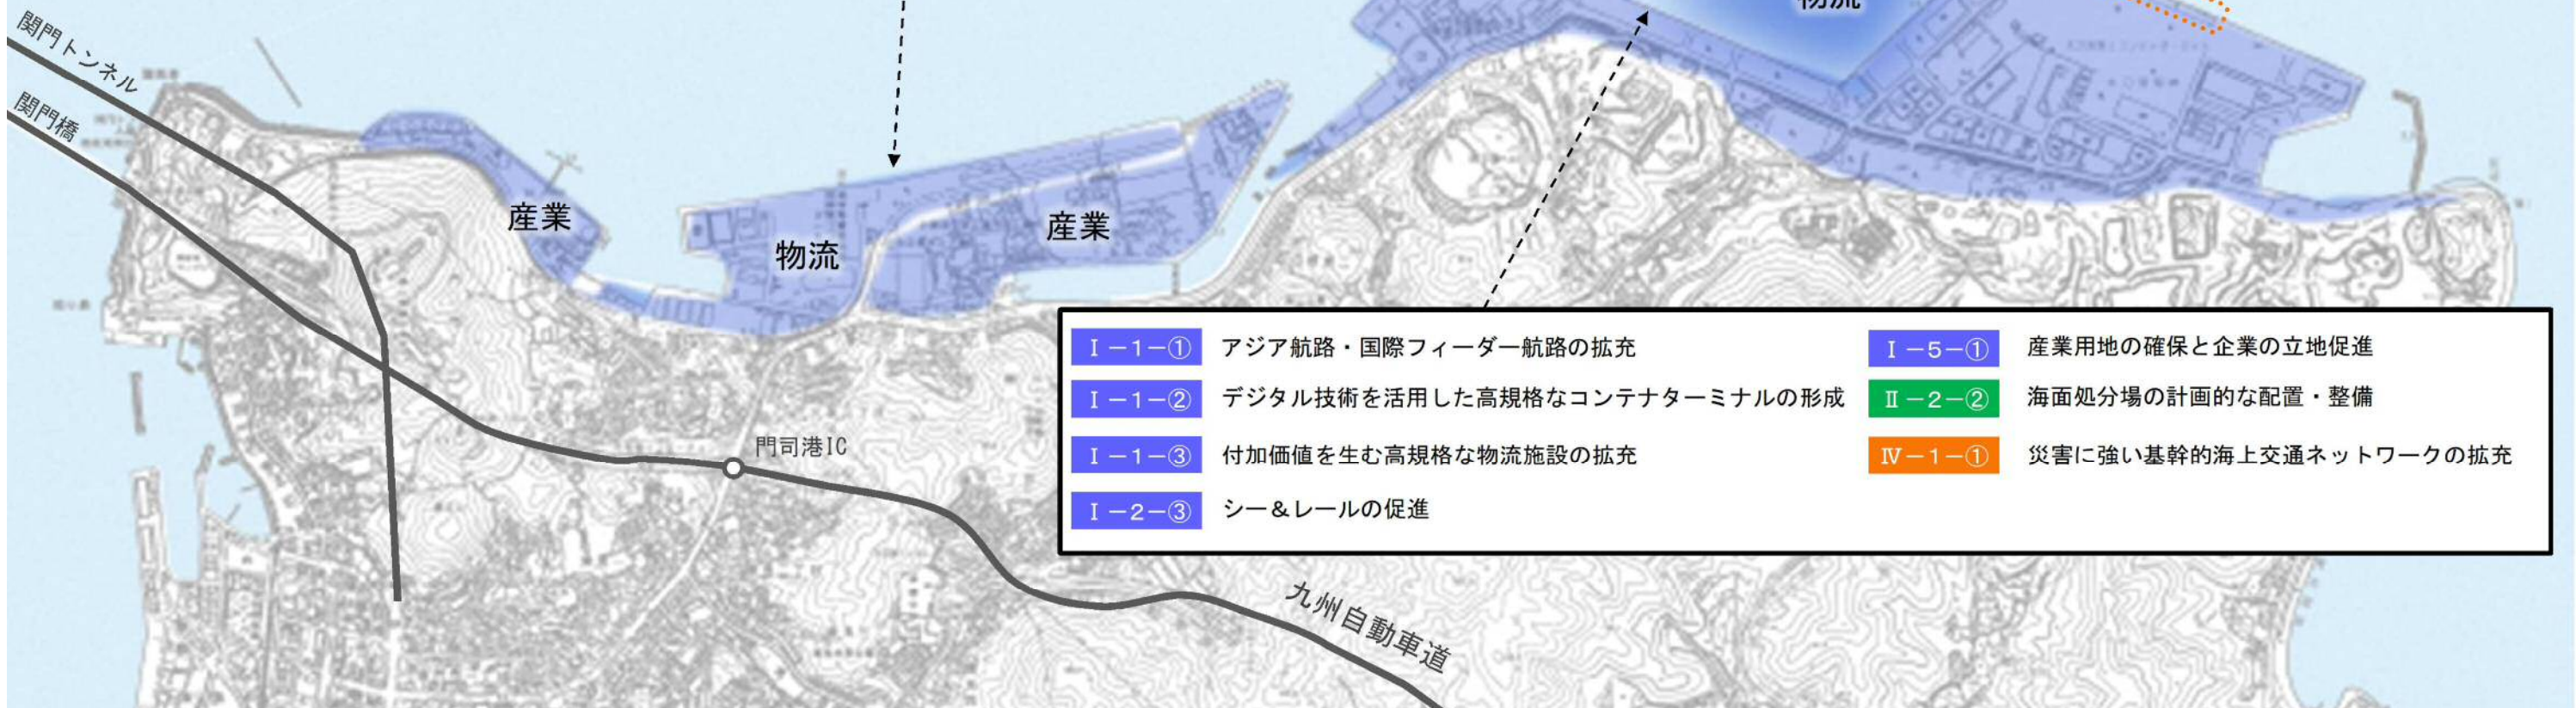 物流
関門トンネル
関門橋
産業
物流
産業
Ⅰ－1－① アジア航路・国際フィーダー航路の拡充
Ⅰ－1－② デジタル技術を活用した高規格なコンテナターミナルの形成
Ⅰ－1－③ 付加価値を生む高規格な物流施設の拡充
Ⅰ－2－③ シー＆レールの促進
Ⅰ－5－① 産業用地の確保と企業の立地促進
Ⅱ－2－② 海面処分場の計画的な配置・整備
Ⅳ－1－① 災害に強い基幹的海上交通ネットワークの拡充
門司港IC
九州自動車道